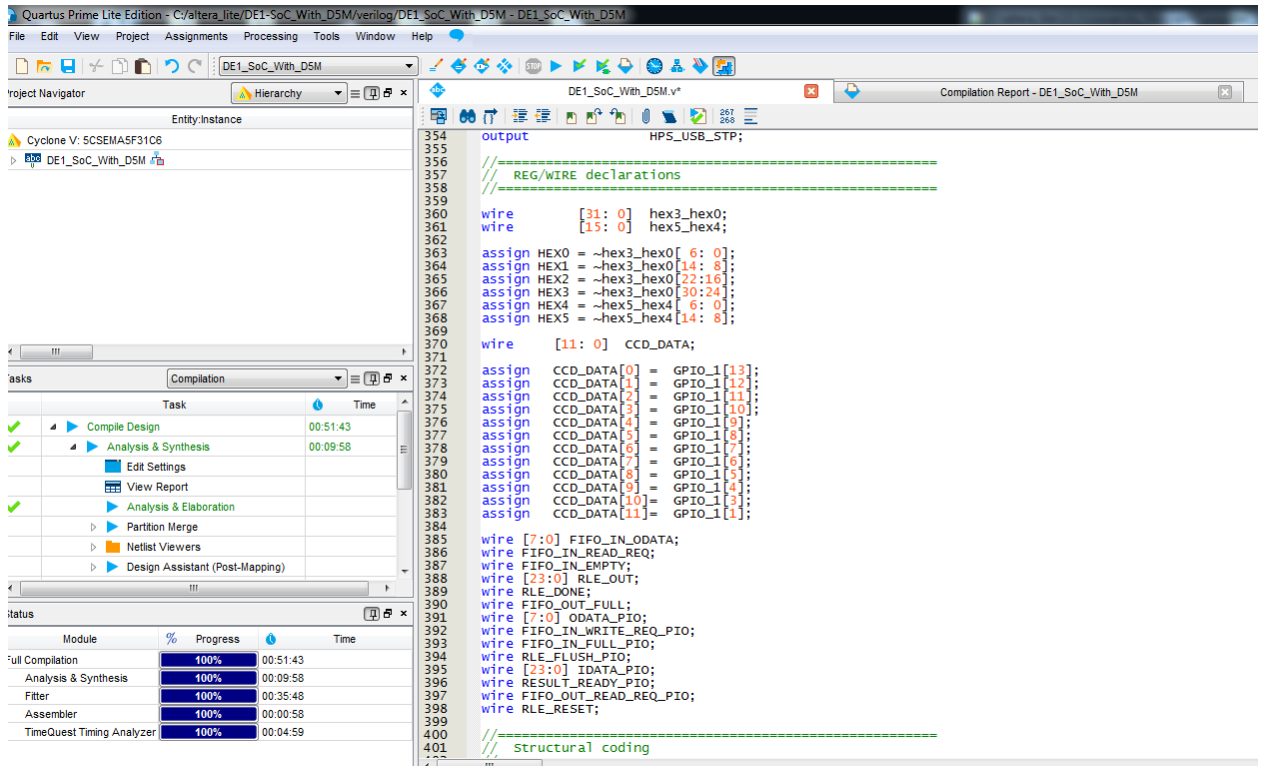 Quartus Prime Lite Edition - C:/altera_lite/DE1-SoC_With_D5M/verilog/DE1_SoC_With_D5M - DE1_SoC_With_D5M
File Edit View Project Assignments Processing Tools Window Help
DE1_SoC_With_D5M
STOP
Project Navigator
Hierarchy
Entity:Instance
Cyclone V: 5CSEMA5F31C6
abc DE1_SoC_With_D5M
Tasks
Compilation
Task Time
Compile Design 00:51:43
Analysis & Synthesis 00:09:58
Edit Settings
View Report
Analysis & Elaboration
Partition Merge
Netlist Viewers
Design Assistant (Post-Mapping)
Status
Module % Progress Time
Full Compilation 100% 00:51:43
Analysis & Synthesis 100% 00:09:58
Fitter 100% 00:35:48
Assembler 100% 00:00:58
TimeQuest Timing Analyzer 100% 00:04:59
abc DE1_SoC_With_D5M.v*
Compilation Report - DE1_SoC_With_D5M
267
268
354 output HPS_USB_STP;
355
356 //=======================================================
357 // REG/WIRE declarations
358 //=======================================================
359
360 wire [31: 0] hex3_hex0;
361 wire [15: 0] hex5_hex4;
362
363 assign HEX0 = ~hex3_hex0[ 6: 0];
364 assign HEX1 = ~hex3_hex0[14: 8];
365 assign HEX2 = ~hex3_hex0[22:16];
366 assign HEX3 = ~hex3_hex0[30:24];
367 assign HEX4 = ~hex5_hex4[ 6: 0];
368 assign HEX5 = ~hex5_hex4[14: 8];
369
370 wire [11: 0] CCD_DATA;
371
372 assign CCD_DATA[0] = GPIO_1[13];
373 assign CCD_DATA[1] = GPIO_1[12];
374 assign CCD_DATA[2] = GPIO_1[11];
375 assign CCD_DATA[3] = GPIO_1[10];
376 assign CCD_DATA[4] = GPIO_1[9];
377 assign CCD_DATA[5] = GPIO_1[8];
378 assign CCD_DATA[6] = GPIO_1[7];
379 assign CCD_DATA[7] = GPIO_1[6];
380 assign CCD_DATA[8] = GPIO_1[5];
381 assign CCD_DATA[9] = GPIO_1[4];
382 assign CCD_DATA[10]= GPIO_1[3];
383 assign CCD_DATA[11]= GPIO_1[1];
384
385 wire [7:0] FIFO_IN_ODATA;
386 wire FIFO_IN_READ_REQ;
387 wire FIFO_IN_EMPTY;
388 wire [23:0] RLE_OUT;
389 wire RLE_DONE;
390 wire FIFO_OUT_FULL;
391 wire [7:0] ODATA_PIO;
392 wire FIFO_IN_WRITE_REQ_PIO;
393 wire FIFO_IN_FULL_PIO;
394 wire RLE_FLUSH_PIO;
395 wire [23:0] IDATA_PIO;
396 wire RESULT_READY_PIO;
397 wire FIFO_OUT_READ_REQ_PIO;
398 wire RLE_RESET;
399
400 //=======================================================
401 // Structural coding